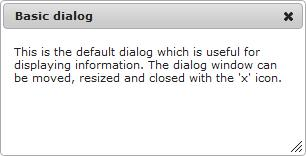 Basic dialog
This is the default dialog which is useful for
displaying information. The dialog window can
be moved, resized and closed with the 'x' icon.